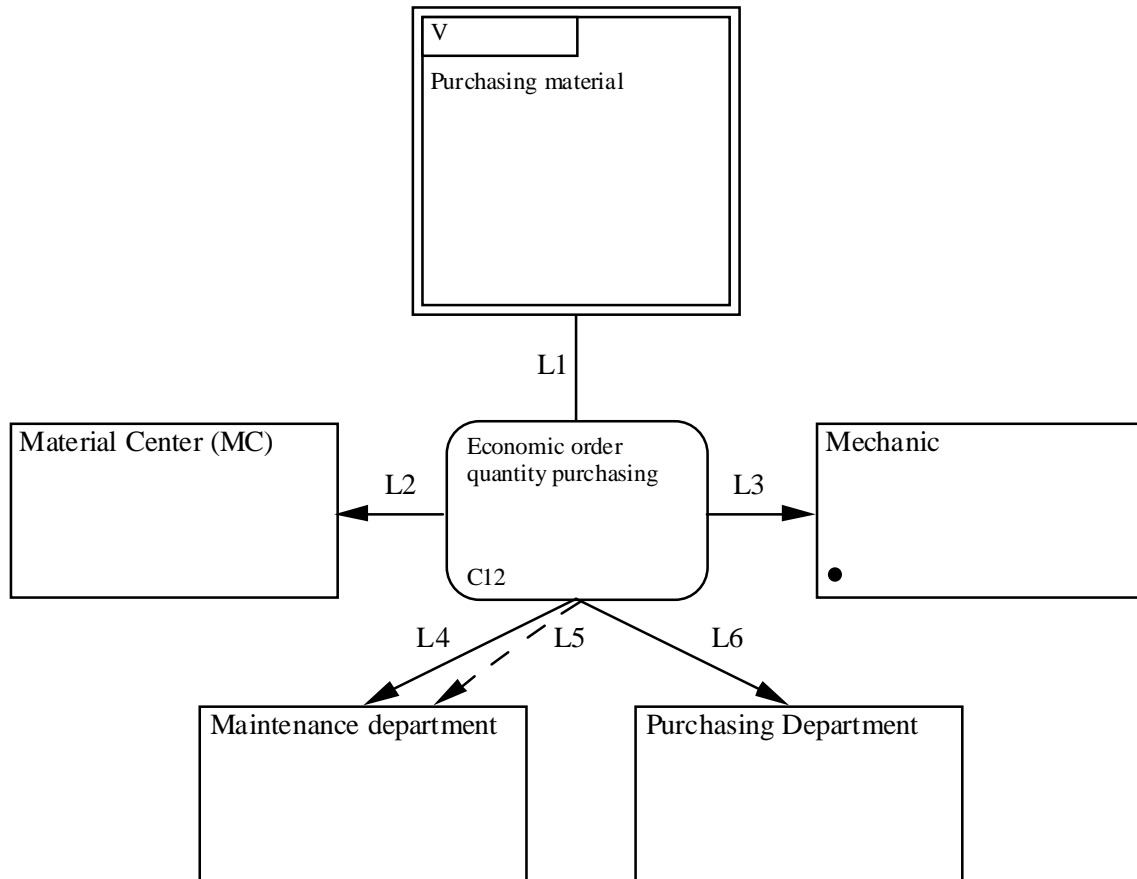 V
Purchasing material
L1
Material Center (MC)
Economic order
quantity purchasing
C12
Mechanic
L2
L3
L4
L5
L6
Maintenance department
Purchasing Department